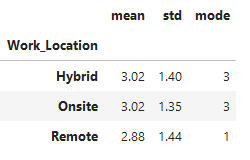 mean std mode
Work_Location
Hybrid 3.02 1.40 3
Onsite 3.02 1.35 3
Remote 2.88 1.44 1